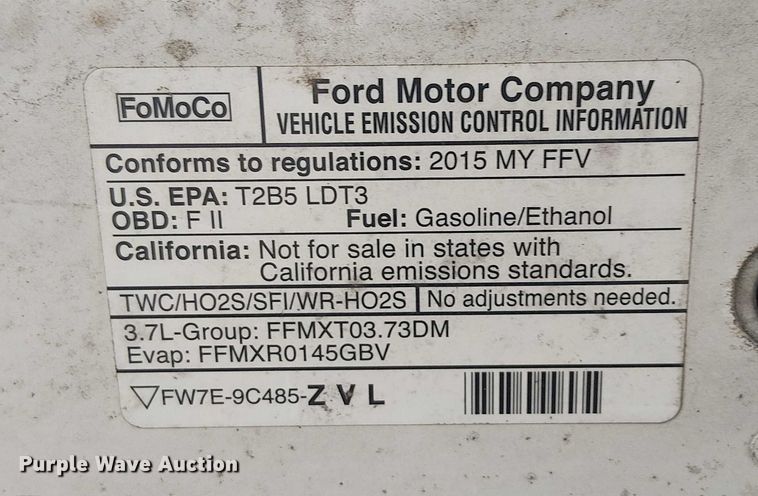 FoMoCo
Ford Motor Company
VEHICLE EMISSION CONTROL INFORMATION
Conforms to regulations: 2015 MY FFV
U.S. EPA: T2B5 LDT3
OBD: F II Fuel: Gasoline/Ethanol
California: Not for sale in states with
California emissions standards.
TWC/HO2S/SFI/WR-HO2S No adjustments needed.
3.7L-Group: FFMXT03.73DM
Evap: FFMXR0145GBV
▽FW7E-9C485-Z V L
Purple Wave Auction